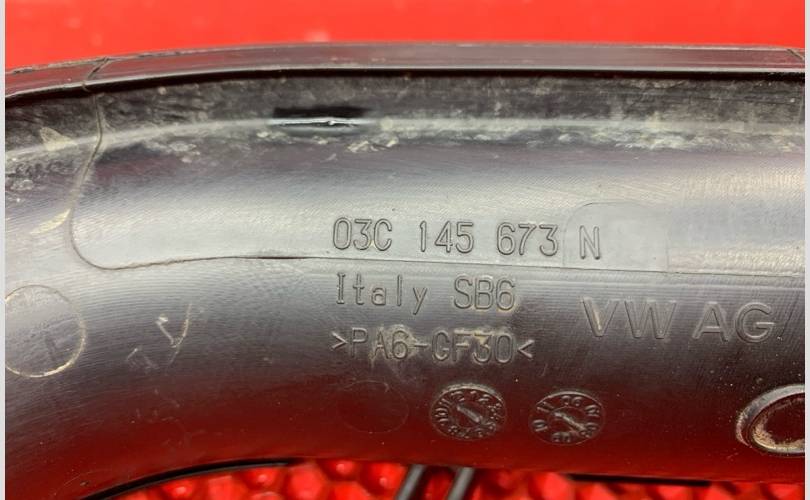 03C 145 673 N
Italy SB6
VW AG
>PA6-GF30<